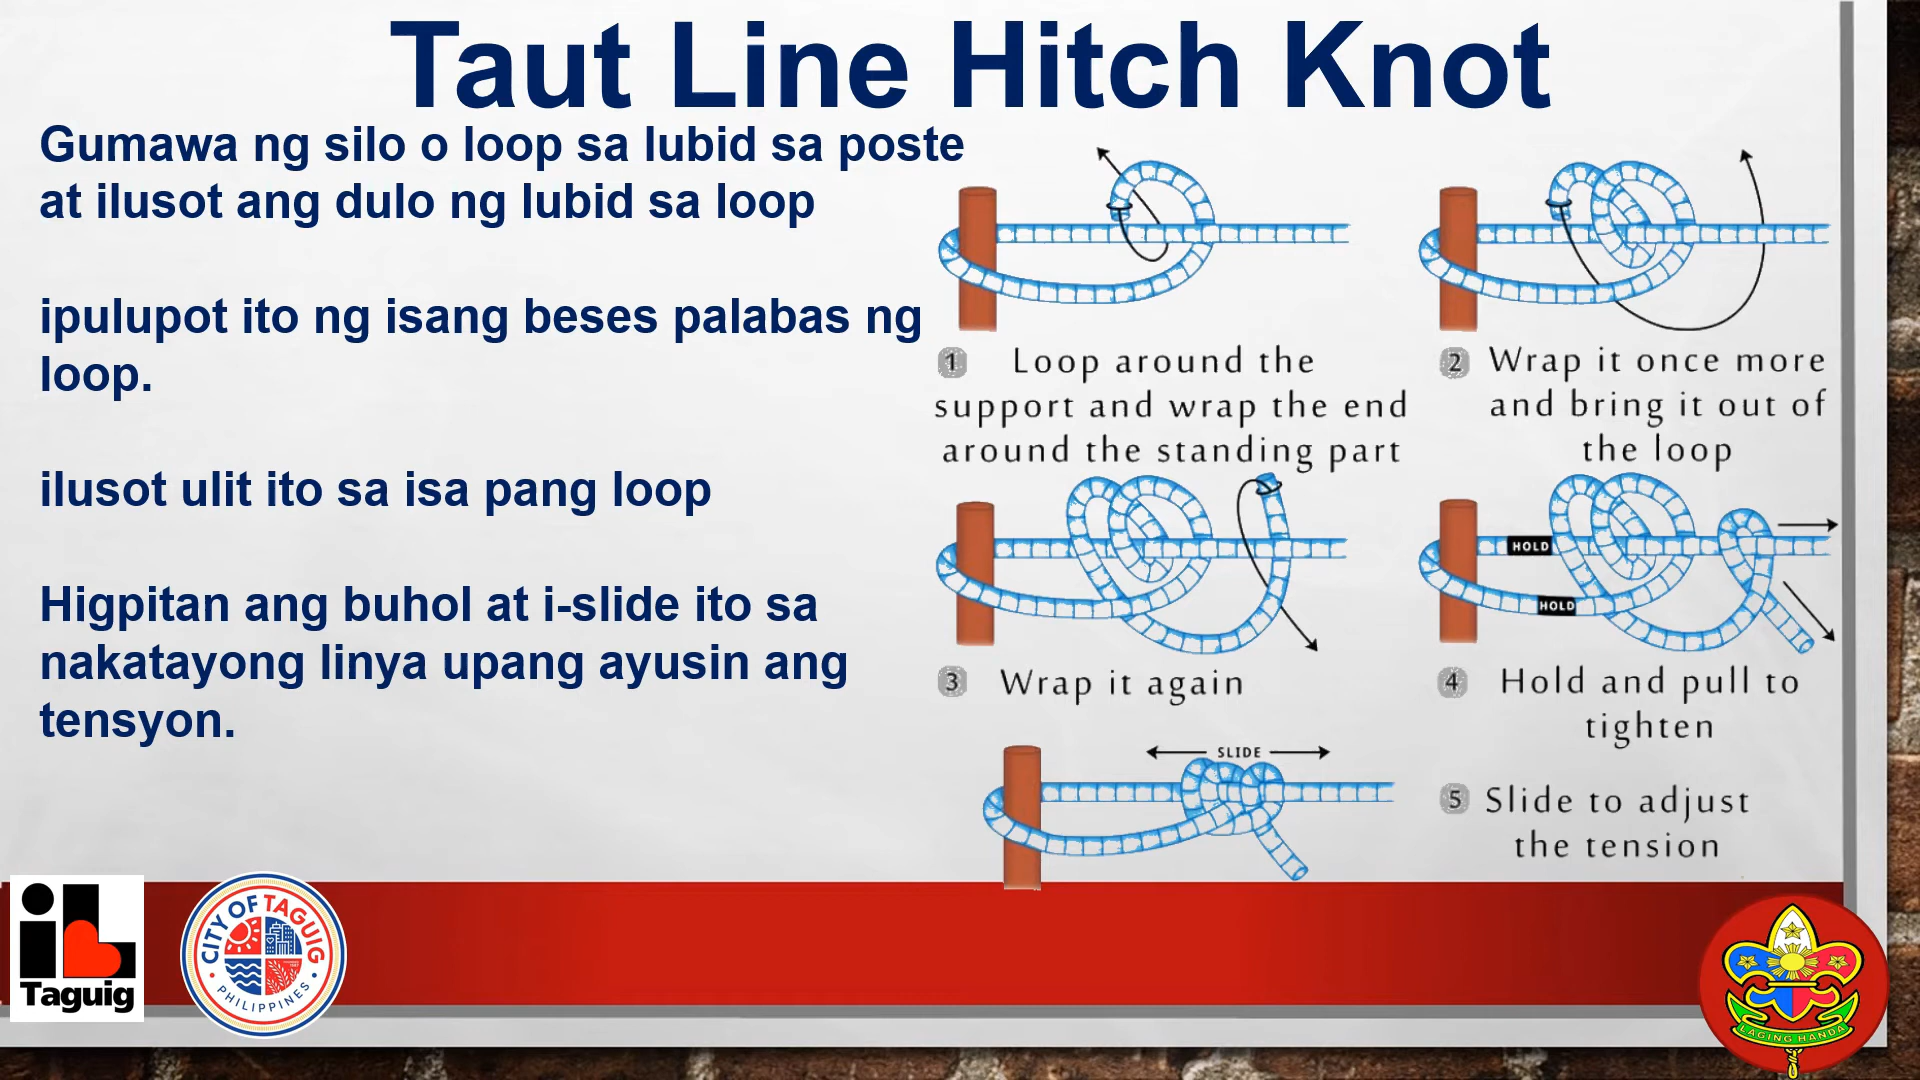 Taut Line Hitch Knot
Gumawa ng silo o loop sa lubid sa poste
at ilusot ang dulo ng lubid sa loop
ipulupot ito ng isang beses palabas ng
loop.
ilusot ulit ito sa isa pang loop
Higpitan ang buhol at i-slide ito sa
nakatayong linya upang ayusin ang
tensyon.
1 Loop around the
support and wrap the end
around the standing part
2 Wrap it once more
and bring it out of
the loop
3 Wrap it again
HOLD
HOLD
4 Hold and pull to
tighten
SLIDE
5 Slide to adjust
the tension
iL
Taguig
CITY OF TAGUIG
PHILIPPINES
LAGING HANDA